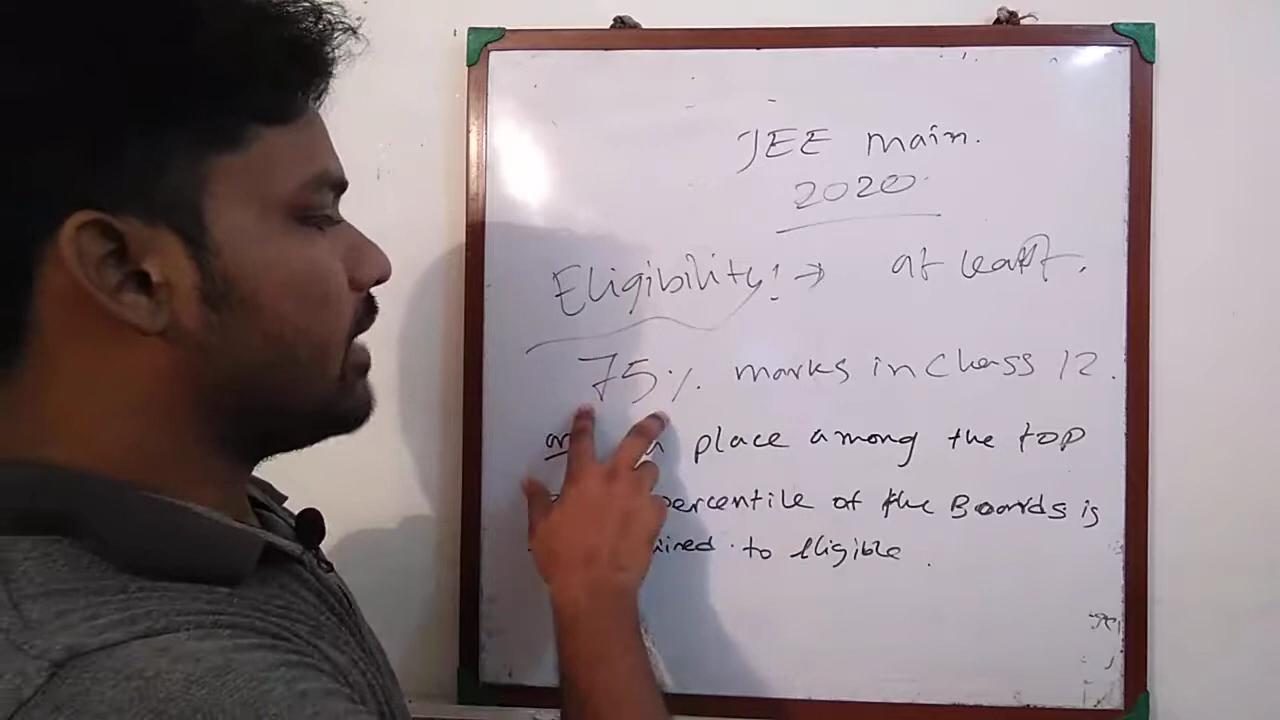 JEE main.
2020
Eligibility:→ at least.
75% marks in Class 12.
or a place among the top
percentile of the Boards is
to Eligible.